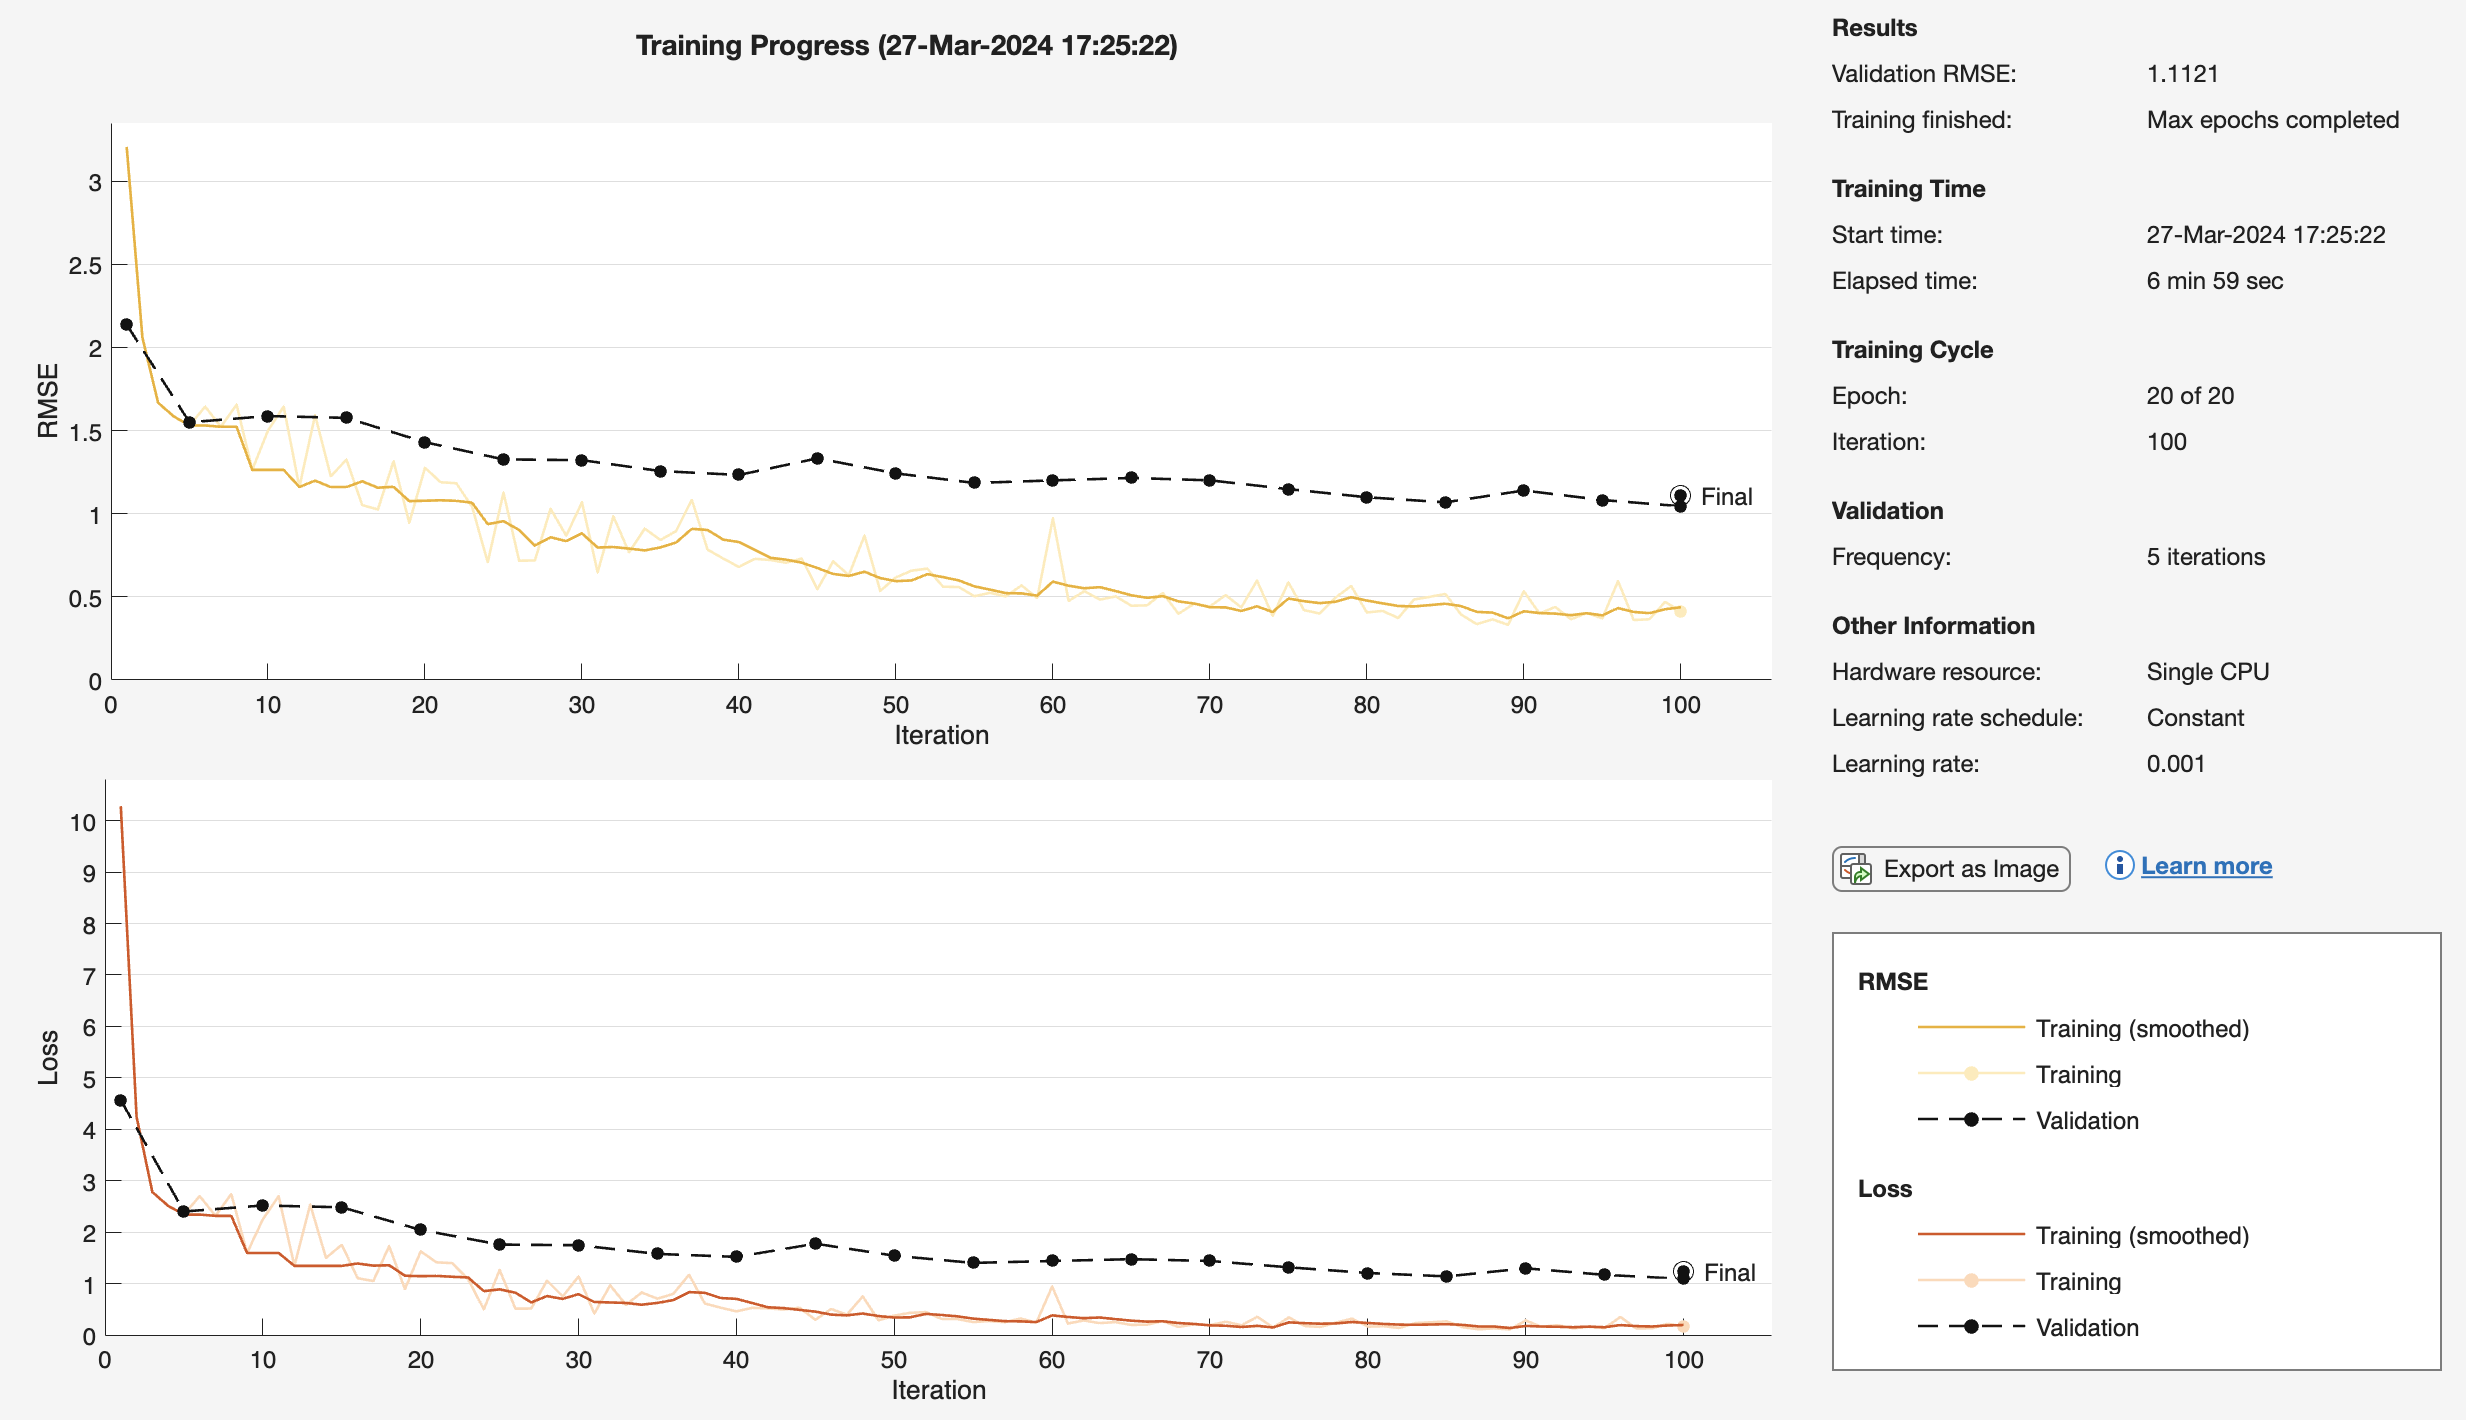 Training Progress (27-Mar-2024 17:25:22)
RMSE
3
2.5
2
1.5
1
0.5
0
Final
0 10 20 30 40 50 60 70 80 90 100
Iteration
Loss
10
9
8
7
6
5
4
3
2
1
0
Final
0 10 20 30 40 50 60 70 80 90 100
Iteration
Results
Validation RMSE: 1.1121
Training finished: Max epochs completed
Training Time
Start time: 27-Mar-2024 17:25:22
Elapsed time: 6 min 59 sec
Training Cycle
Epoch: 20 of 20
Iteration: 100
Validation
Frequency: 5 iterations
Other Information
Hardware resource: Single CPU
Learning rate schedule: Constant
Learning rate: 0.001
Export as Image
Learn more
RMSE
Training (smoothed)
Training
Validation
Loss
Training (smoothed)
Training
Validation